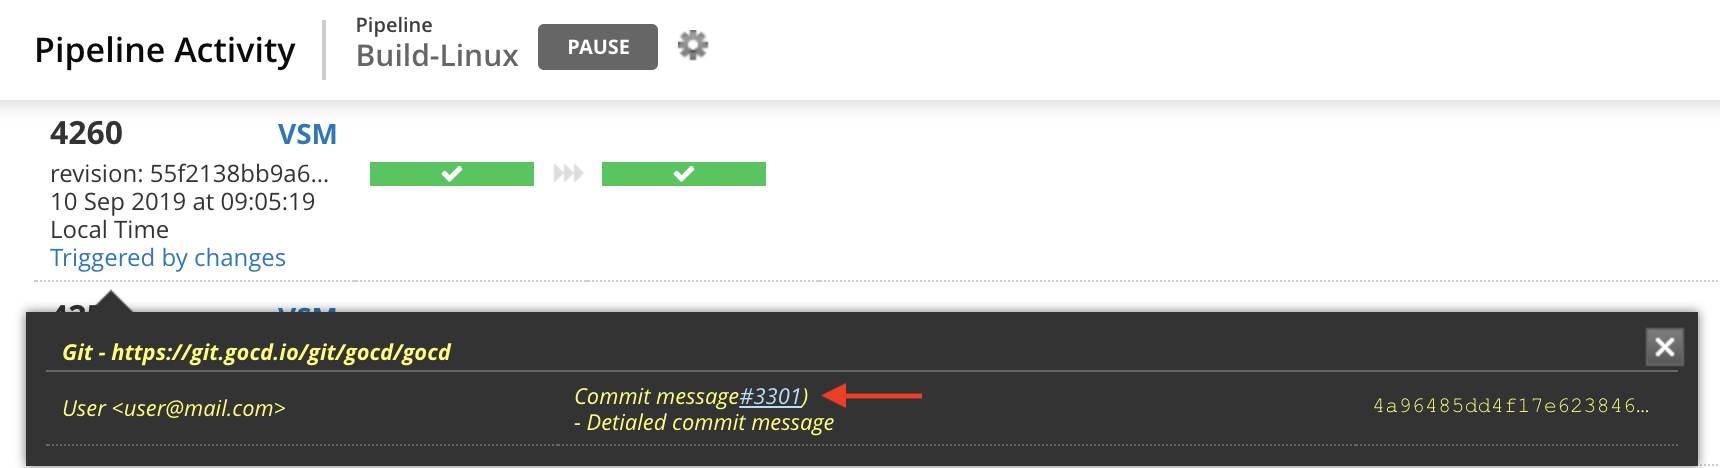 Pipeline Activity
Pipeline
Build-Linux
PAUSE
4260
VSM
revision: 55f2138bb9a6...
10 Sep 2019 at 09:05:19
Local Time
Triggered by changes
VSM
Git - https://git.gocd.io/git/gocd/gocd
User <user@mail.com>
Commit message#3301)
- Detialed commit message
4a96485dd4f17e623846...